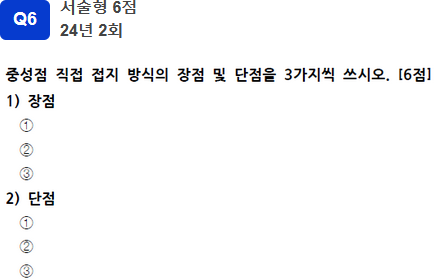 Q6
서술형 6점
24년 2회
중성점 직접 접지 방식의 장점 및 단점을 3가지씩 쓰시오. [6점]
1) 장점
①
②
③
2) 단점
①
②
③